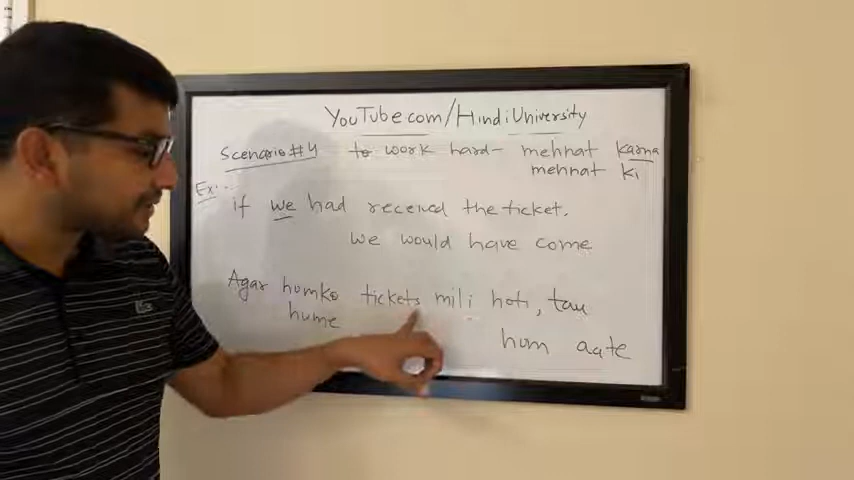 YouTube.com/HindiUniversity
Scenario#4 to work hard- mehnat karna
mehnat ki
Ex:-
if we had received the ticket,
we would have come
Agar humko tickets mili hoti, tau
hume
hum aate